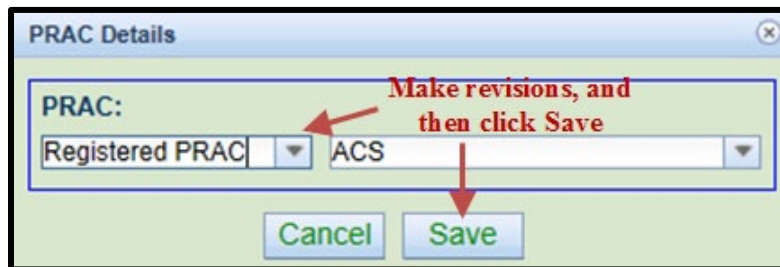 PRAC Details
Make revisions, and
PRAC:
then click Save
Registered PRAC ACS
Cancel Save